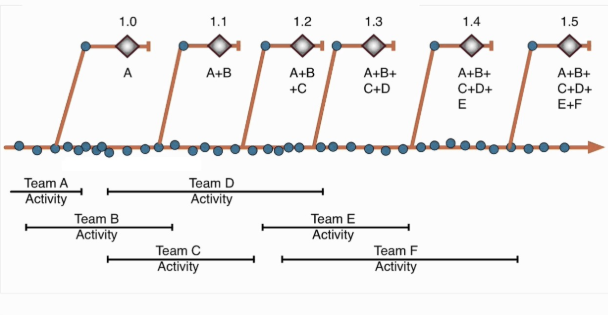 1.0 1.1 1.2 1.3 1.4 1.5
A A+B A+B A+B+ A+B+ A+B+
+C C+D C+D+ C+D+
E E+F
Team A Team D
Activity Activity
Team B Team E
Activity Activity
Team C Team F
Activity Activity